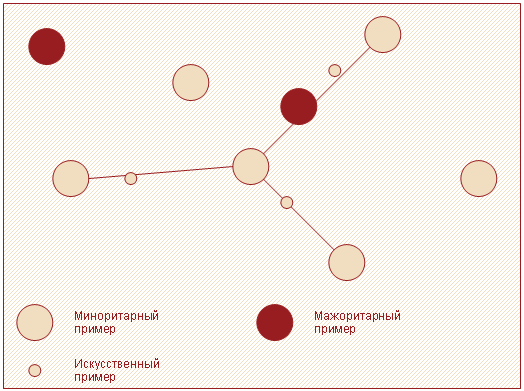 Миноритарный
пример
Мажоритарный
пример
Искусственный
пример